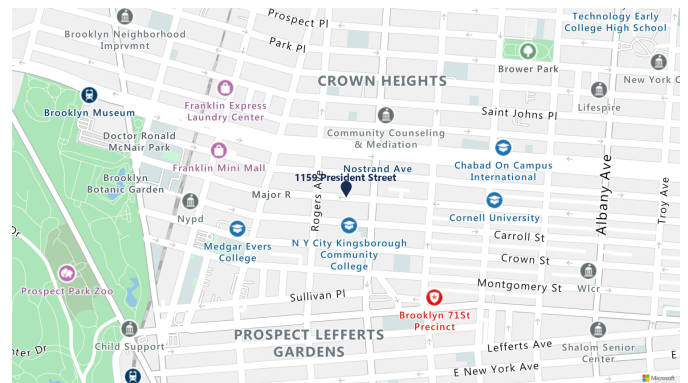 Prospect Pl
Technology Early
College High School
Brooklyn Neighborhood
Imprvmnt
Park Pl
Brower Park
CROWN HEIGHTS
New York C
Franklin Express
Laundry Center
Brooklyn Museum
Saint Johns Pl
Lifespire
Doctor Ronald
McNair Park
Community Counseling
& Mediation
Franklin Mini Mall
Nostrand Ave
Chabad On Campus
International
1159 President Street
Brooklyn
Botanic Garden
Major R
Rogers Ave
Albany Ave
Troy Ave
Nypd
Cornell University
Medgar Evers
College
N Y City Kingsborough
Community
College
Carroll St
Crown St
Dr
Prospect Park Zoo
Montgomery St
Wlcr
Sullivan Pl
Brooklyn 71St
Precinct
Child Support
PROSPECT LEFFERTS
GARDENS
nter Dr
Lefferts Ave
Shalom Senior
Center
E
E New York Ave
Microsoft